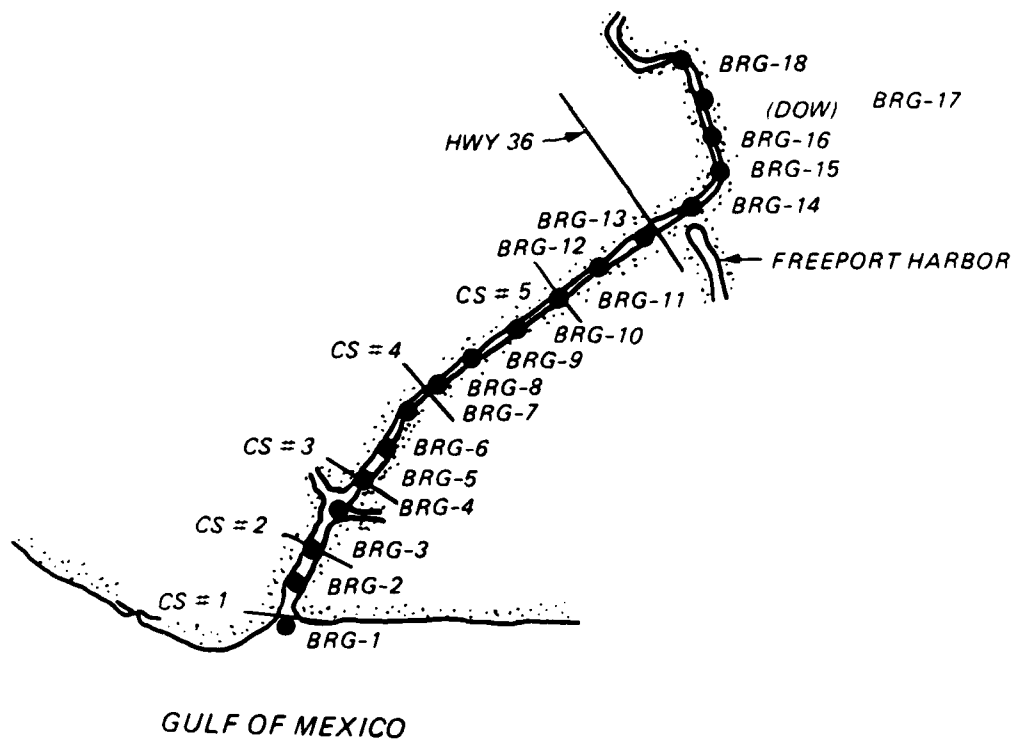 BRG-18
BRG-17
(DOW)
HWY 36
BRG-16
BRG-15
BRG-14
BRG-13
BRG-12
FREEPORT HARBOR
CS = 5
BRG-11
BRG-10
CS = 4
BRG-9
BRG-8
BRG-7
CS = 3
BRG-6
BRG-5
BRG-4
CS = 2
BRG-3
BRG-2
CS = 1
BRG-1
GULF OF MEXICO